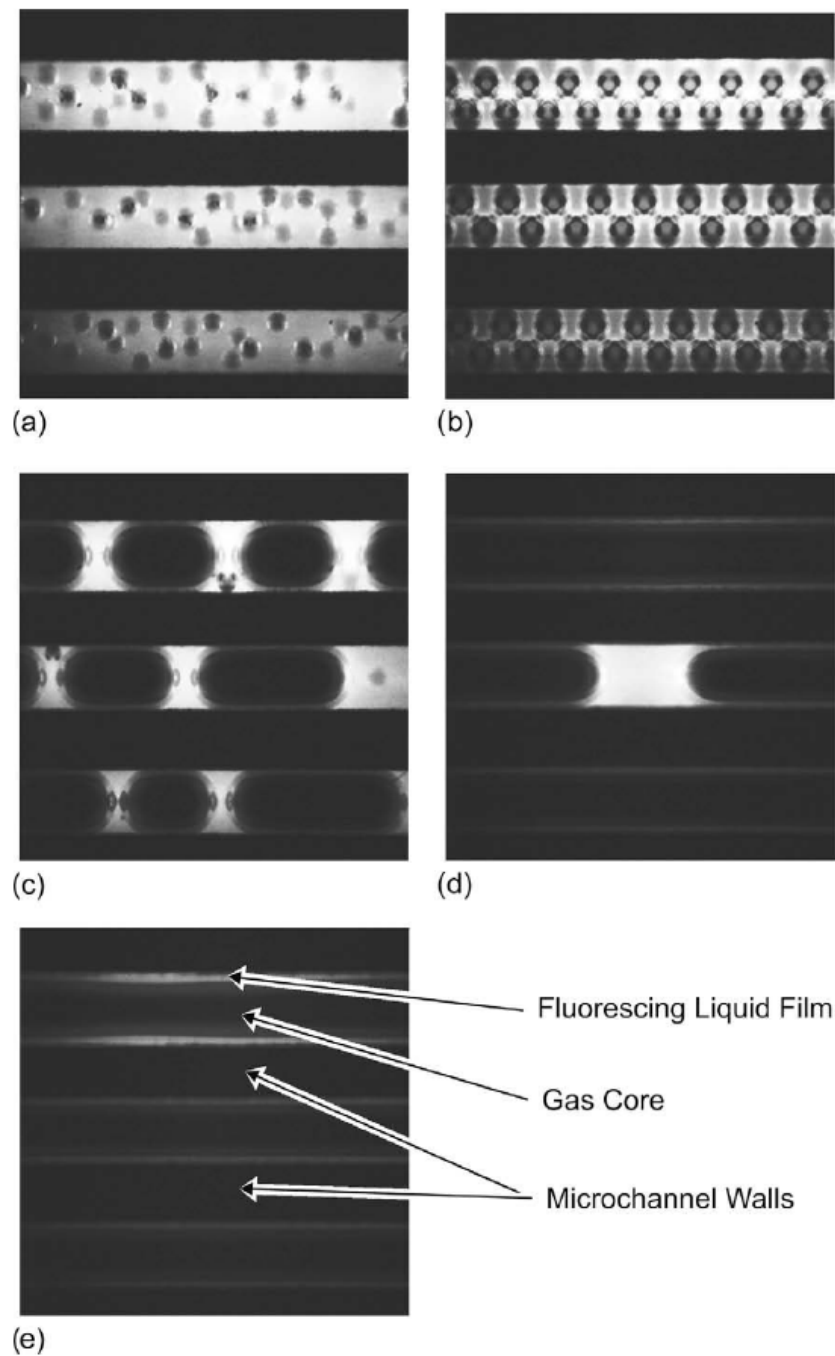 (a)
(b)
(c)
(d)
Fluorescing Liquid Film
Gas Core
Microchannel Walls
(e)